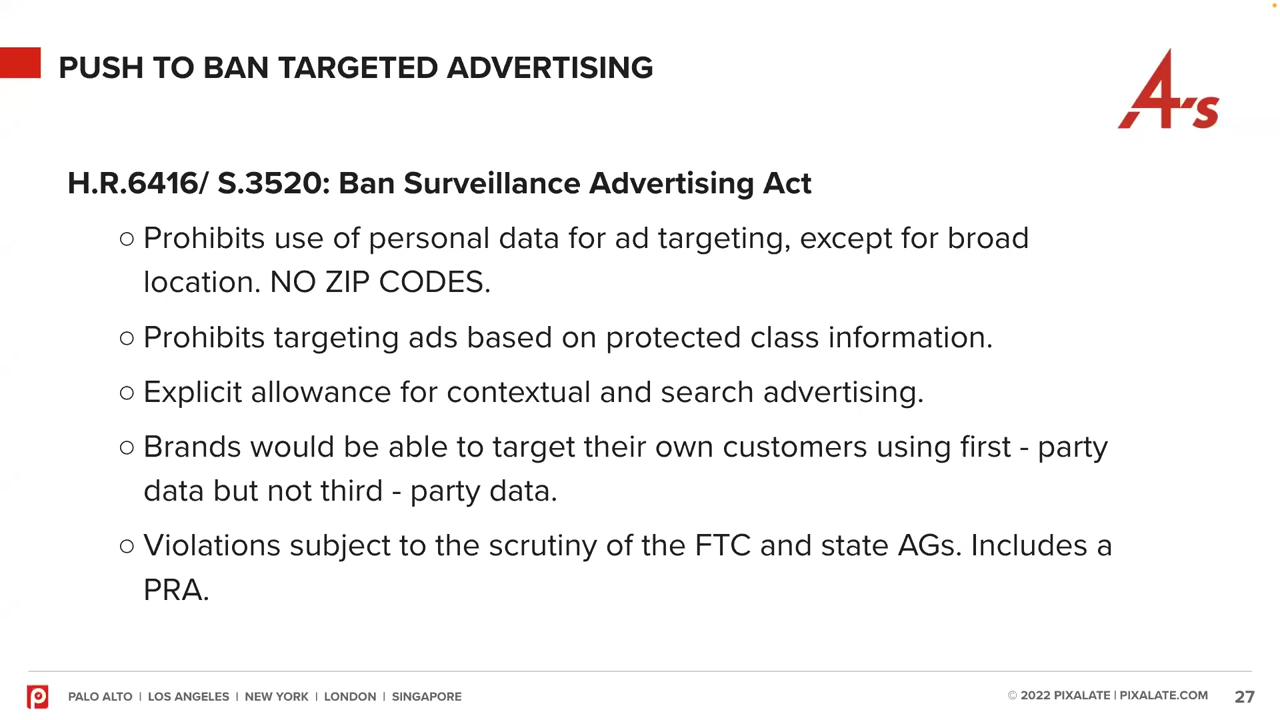 PUSH TO BAN TARGETED ADVERTISING
4A's
H.R.6416/ S.3520: Ban Surveillance Advertising Act
○ Prohibits use of personal data for ad targeting, except for broad
location. NO ZIP CODES.
○ Prohibits targeting ads based on protected class information.
○ Explicit allowance for contextual and search advertising.
○ Brands would be able to target their own customers using first - party
data but not third - party data.
○ Violations subject to the scrutiny of the FTC and state AGs. Includes a
PRA.
PALO ALTO | LOS ANGELES | NEW YORK | LONDON | SINGAPORE
© 2022 PIXALATE | PIXALATE.COM
27